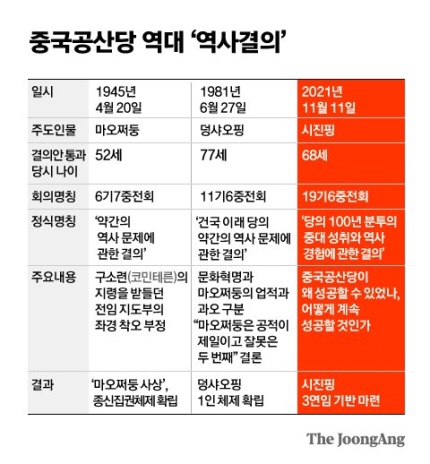 중국공산당 역대 ‘역사결의’
일시
1945년
4월 20일
1981년
6월 27일
2021년
11월 11일
주도인물
마오쩌둥
덩샤오핑
시진핑
결의안 통과
당시 나이
52세
77세
68세
회의명칭
6기7중전회
11기6중전회
19기6중전회
정식명칭
‘약간의
역사 문제에
관한 결의’
‘건국 이래 당의
약간의 역사 문제에
관한 결의’
‘당의 100년 분투의
중대 성취와 역사
경험에 관한 결의’
주요내용
구소련(코민테른)의
지령을 받들던
전임 지도부의
좌경 착오 부정
문화혁명과
마오쩌둥의 업적과
과오 구분
“마오쩌둥은 공적이
제일이고 잘못은
두 번째” 결론
중국공산당이
왜 성공할 수 있었나,
어떻게 계속
성공할 것인가
결과
‘마오쩌둥 사상’,
종신집권체제 확립
덩샤오핑
1인 체제 확립
시진핑
3연임 기반 마련
The JoongAng